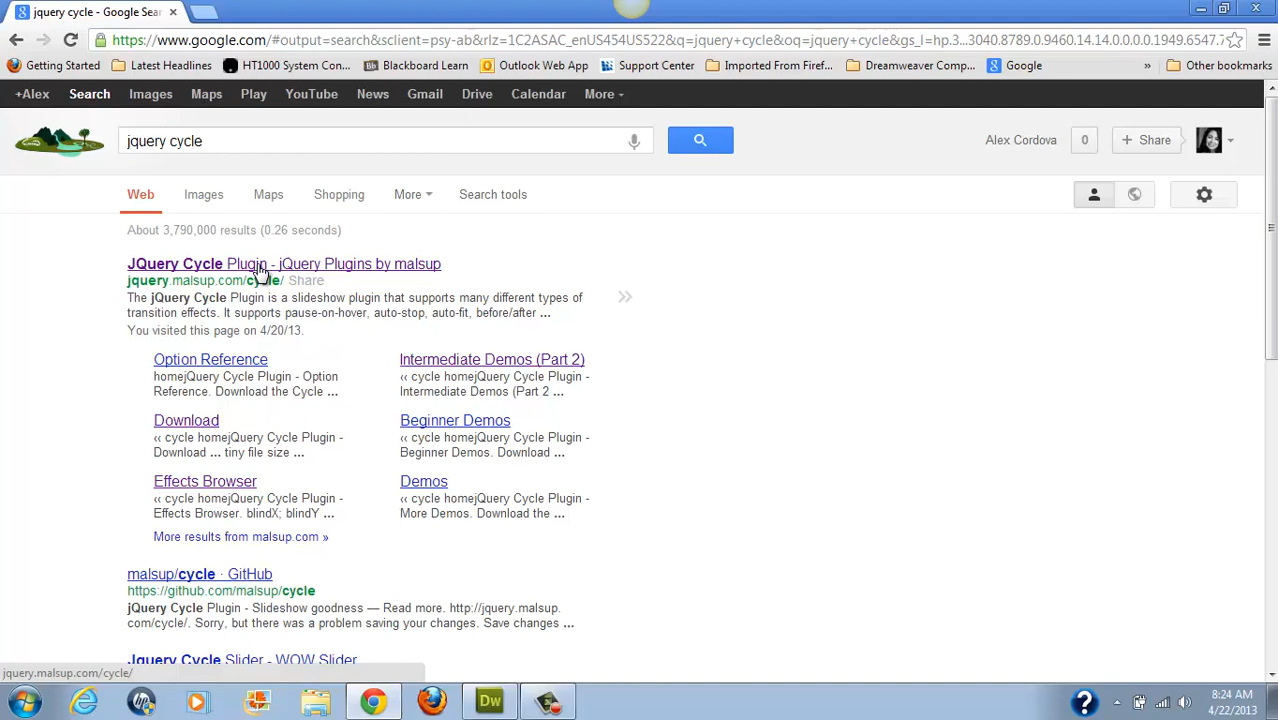 jquery cycle - Google Sea
https://www.google.com/#output=search&sclient=psy-ab&rlz=1C2ASAC_enUS454US522&q=jquery+cycle&oq=jquery+cycle&gs_l=hp.3...3040.8789.0.9460.14.14.0.0.0.0.1949.6547.7
Getting Started Latest Headlines HT1000 System Con... Blackboard Learn Outlook Web App Support Center Imported From Firef... Dreamweaver Comp... Google » Other bookmarks
+Alex Search Images Maps Play YouTube News Gmail Drive Calendar More
jquery cycle Alex Cordova 0 + Share
Web Images Maps Shopping More Search tools
About 3,790,000 results (0.26 seconds)
JQuery Cycle Plugin - jQuery Plugins by malsup
jquery.malsup.com/cycle/ Share
The jQuery Cycle Plugin is a slideshow plugin that supports many different types of
transition effects. It supports pause-on-hover, auto-stop, auto-fit, before/after ...
You visited this page on 4/20/13.
Option Reference
homejQuery Cycle Plugin - Option
Reference. Download the Cycle ...
Intermediate Demos (Part 2)
‹‹ cycle homejQuery Cycle Plugin -
Intermediate Demos (Part 2 ...
Download
‹‹ cycle homejQuery Cycle Plugin -
Download ... tiny file size ...
Beginner Demos
‹‹ cycle homejQuery Cycle Plugin -
Beginner Demos. Download ...
Effects Browser
‹‹ cycle homejQuery Cycle Plugin -
Effects Browser. blindX; blindY ...
Demos
‹‹ cycle homejQuery Cycle Plugin -
More Demos. Download the ...
More results from malsup.com »
malsup/cycle · GitHub
https://github.com/malsup/cycle
jQuery Cycle Plugin - Slideshow goodness — Read more. http://jquery.malsup.
com/cycle/. Sorry, but there was a problem saving your changes. Save changes ...
Jquery Cycle Slider - WOW Slider
jquery.malsup.com/cycle/
Dw
8:24 AM
4/22/2013